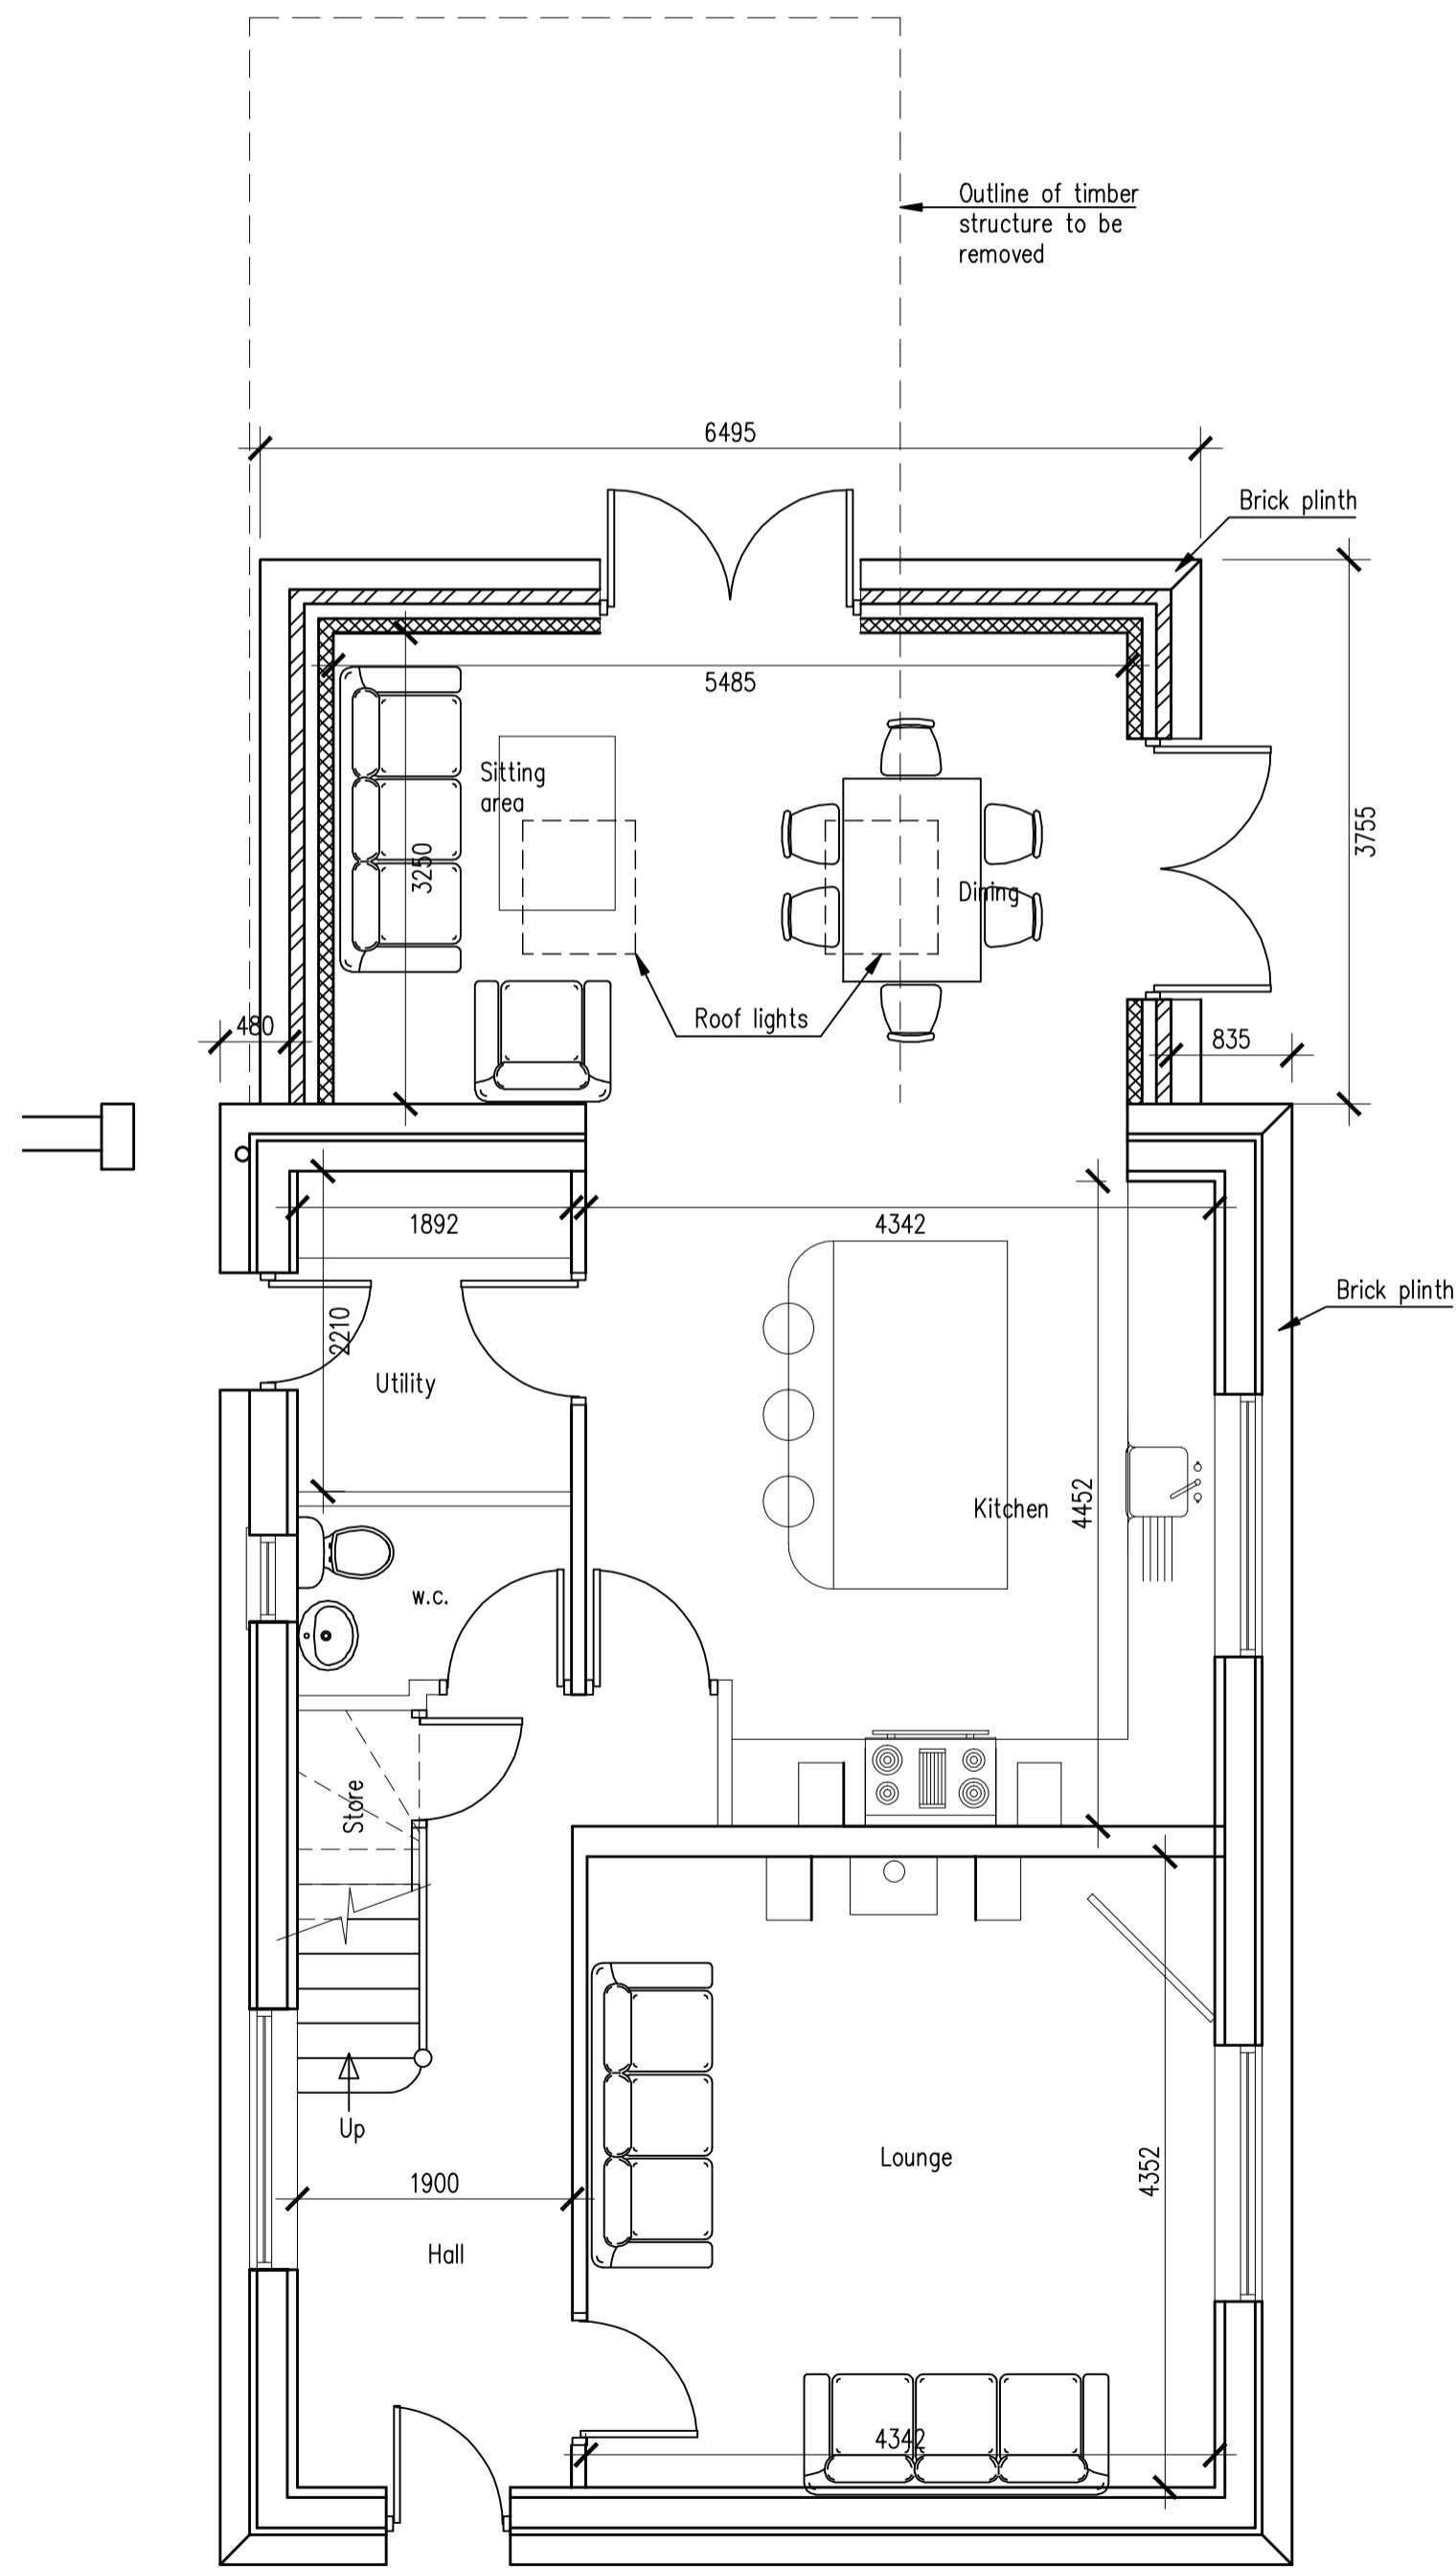 Outline of timber
structure to be
removed
6495
Brick plinth
5485
Sitting
area
3250
3755
Dining
Roof lights
480
835
1892
4342
2210
Brick plinth
Utility
4452
Kitchen
w.c.
Store
Up
Lounge
4352
1900
Hall
4342